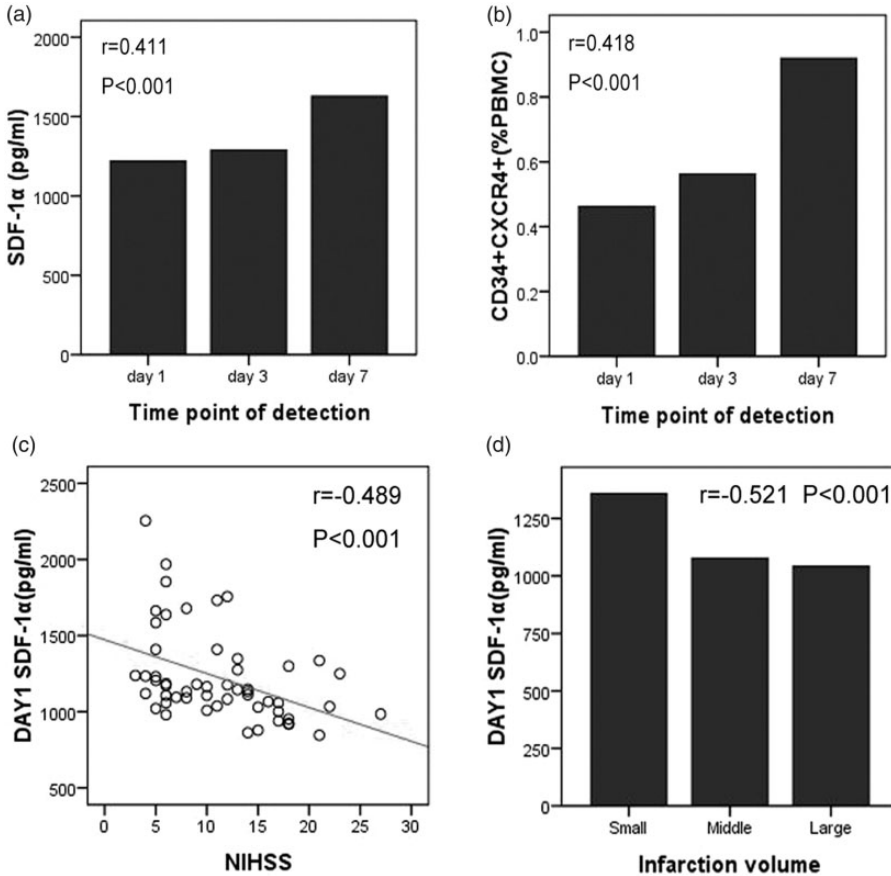 (a)
r=0.411
P<0.001
SDF-1α (pg/ml)
2000
1500
1000
500
0
day 1
day 3
day 7
Time point of detection
(b)
r=0.418
P<0.001
CD34+CXCR4+(%PBMC)
1.0
0.8
0.6
0.4
0.2
0.0
day 1
day 3
day 7
Time point of detection
(c)
r=-0.489
P<0.001
DAY1 SDF-1α(pg/ml)
2500
2000
1500
1000
500
0
5
10
15
20
25
30
NIHSS
(d)
r=-0.521 P<0.001
DAY1 SDF-1α(pg/ml)
1250
1000
750
500
250
0
Small
Middle
Large
Infarction volume